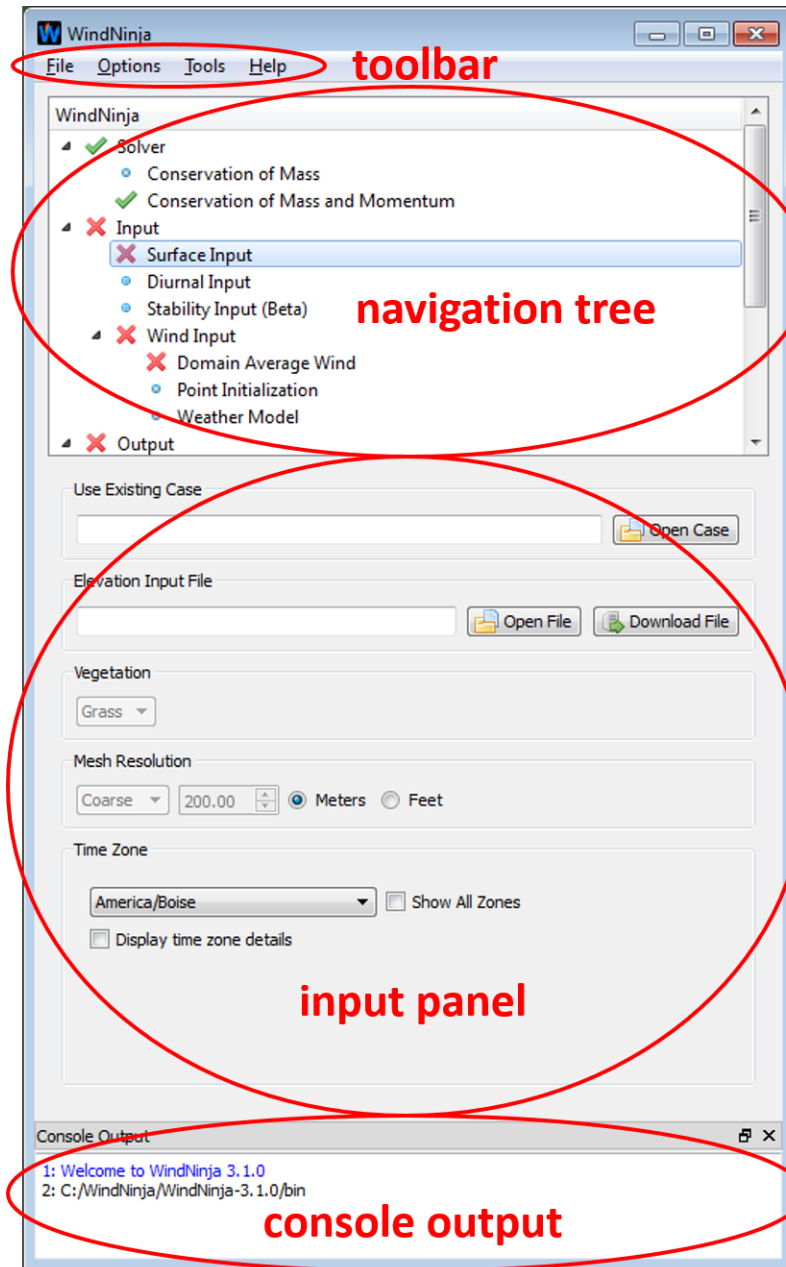 WindNinja
File Options Tools Help
toolbar
WindNinja
Solver
Conservation of Mass
Conservation of Mass and Momentum
Input
Surface Input
Diurnal Input
Stability Input (Beta)
navigation tree
Wind Input
Domain Average Wind
Point Initialization
Weather Model
Output
Use Existing Case
Open Case
Elevation Input File
Open File Download File
Vegetation
Grass
Mesh Resolution
Coarse 200.00 Meters Feet
Time Zone
America/Boise Show All Zones
Display time zone details
input panel
Console Output
1: Welcome to WindNinja 3.1.0
2: C:/WindNinja/WindNinja-3.1.0/bin
console output